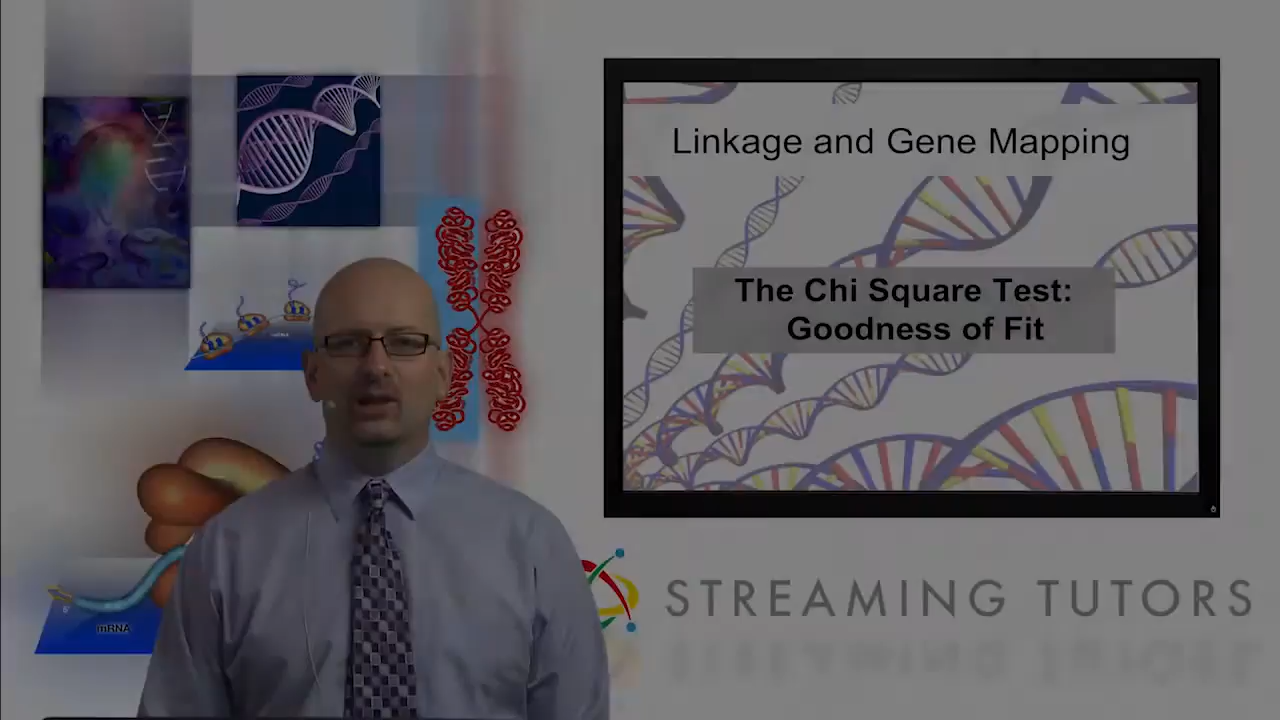 Linkage and Gene Mapping
The Chi Square Test:
Goodness of Fit
STREAMING TUTORS
mRNA